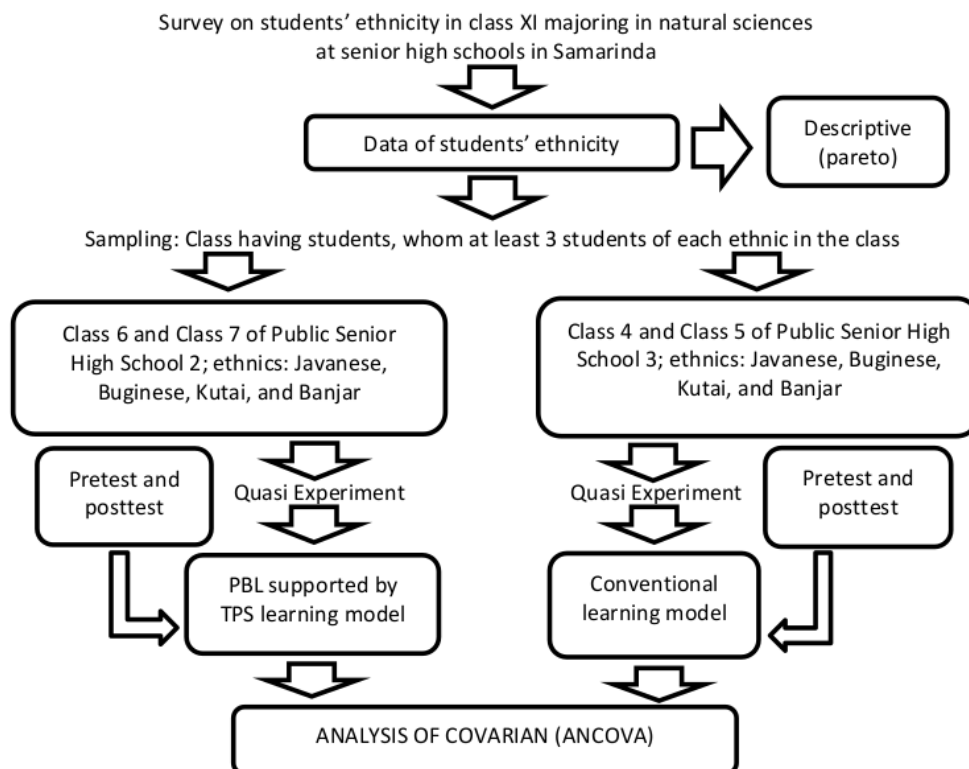 Survey on students’ ethnicity in class XI majoring in natural sciences
at senior high schools in Samarinda
Data of students’ ethnicity
Descriptive
(pareto)
Sampling: Class having students, whom at least 3 students of each ethnic in the class
Class 6 and Class 7 of Public Senior
High School 2; ethnics: Javanese,
Buginese, Kutai, and Banjar
Class 4 and Class 5 of Public Senior High
School 3; ethnics: Javanese, Buginese,
Kutai, and Banjar
Pretest and
posttest
Quasi Experiment
Quasi Experiment
Pretest and
posttest
PBL supported by
TPS learning model
Conventional
learning model
ANALYSIS OF COVARIAN (ANCOVA)